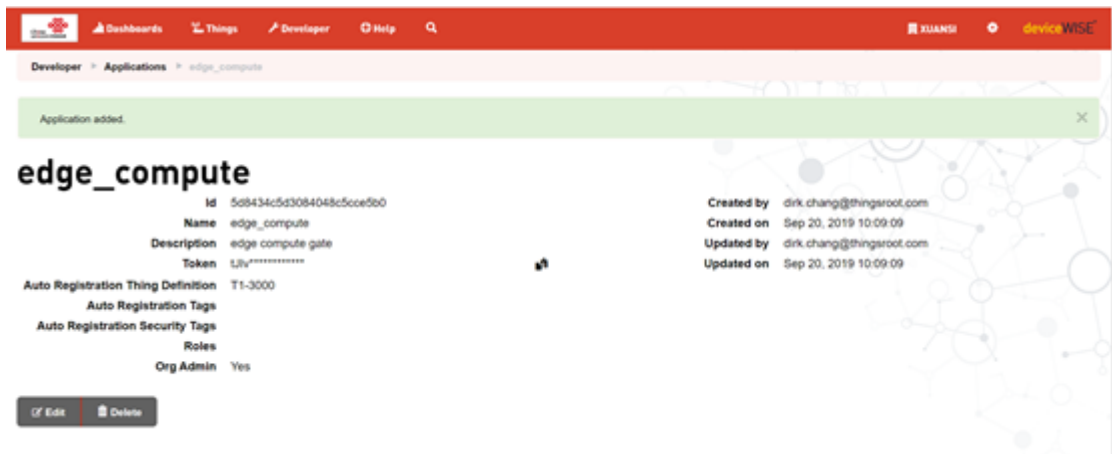 Dashboards Things Developer Help XUANSI deviceWISE
Developer > Applications > edge_compute
Application added.
edge_compute
Id 5d8434c5d3084048c5cce5b0 Created by dirk.chang@thingsroot.com
Name edge_compute Created on Sep 20, 2019 10:09:09
Description edge compute gate Updated by dirk.chang@thingsroot.com
Token Updated on Sep 20, 2019 10:09:09
Auto Registration Thing Definition T1-3000
Auto Registration Tags
Auto Registration Security Tags
Roles
Org Admin Yes
Edit Delete